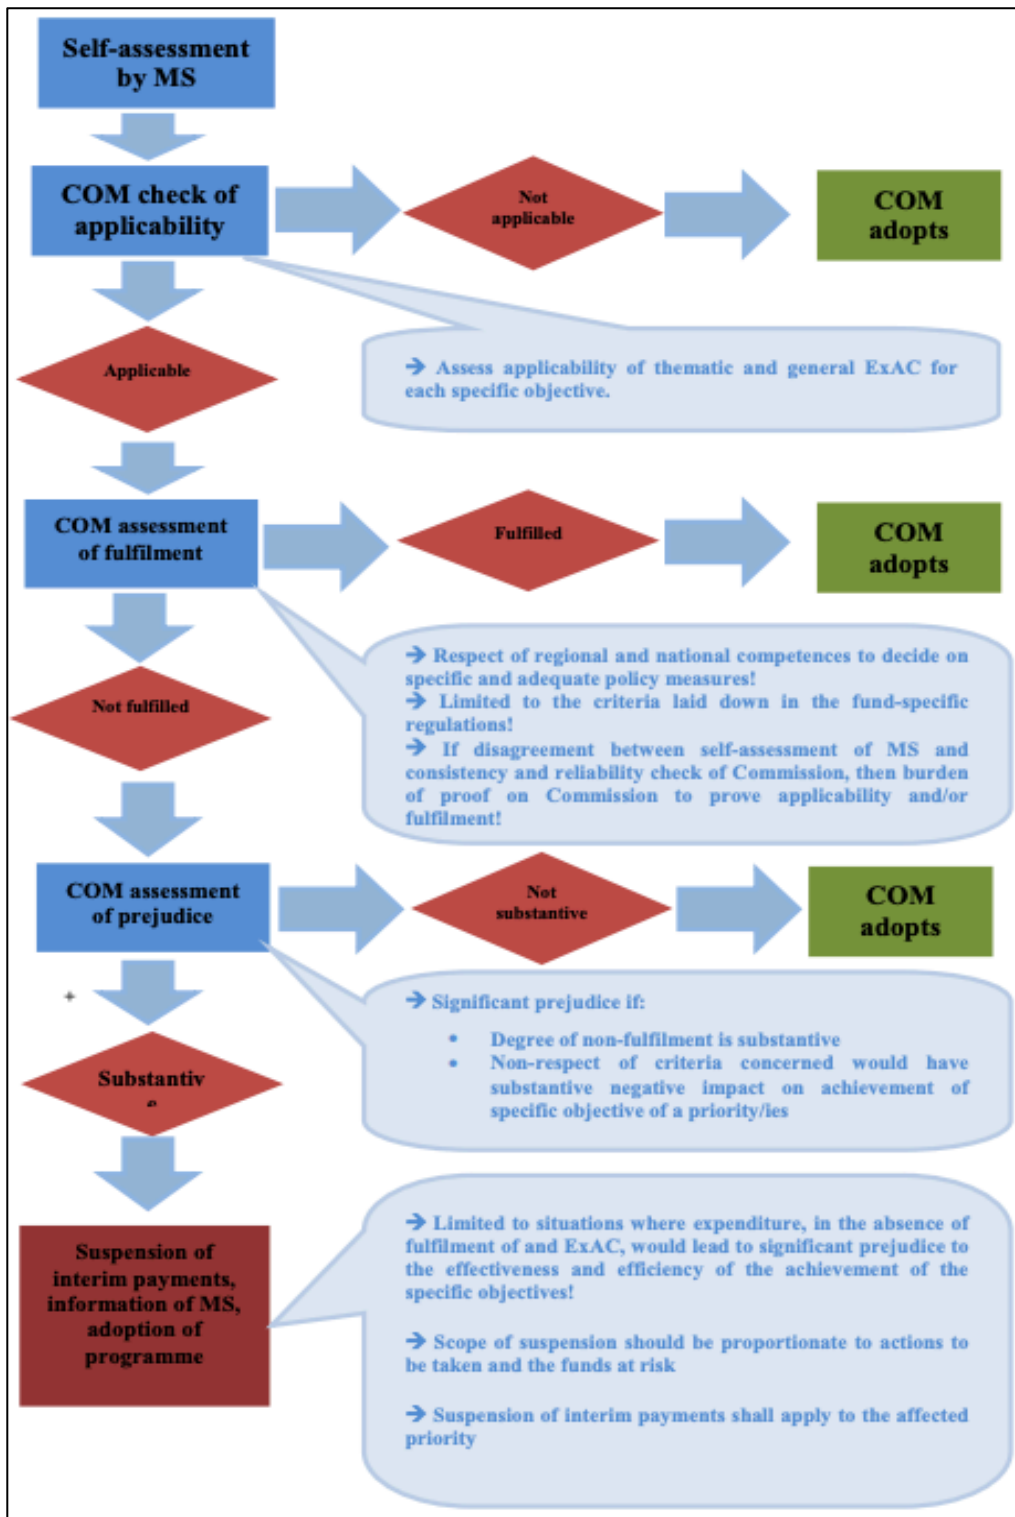 Self-assessment
by MS
COM check of
applicability
Not
applicable
COM
adopts
Applicable
➔ Assess applicability of thematic and general ExAC for
each specific objective.
COM assessment
of fulfilment
Fulfilled
COM
adopts
Not fulfilled
➔ Respect of regional and national competences to decide on
specific and adequate policy measures!
➔ Limited to the criteria laid down in the fund-specific
regulations!
➔ If disagreement between self-assessment of MS and
consistency and reliability check of Commission, then burden
of proof on Commission to prove applicability and/or
fulfilment!
COM assessment
of prejudice
Not
substantive
COM
adopts
➔ Significant prejudice if:
• Degree of non-fulfilment is substantive
• Non-respect of criteria concerned would have
substantive negative impact on achievement of
specific objective of a priority/ies
Substantiv
Suspension of
interim payments,
information of MS,
adoption of
programme
➔ Limited to situations where expenditure, in the absence of
fulfilment of and ExAC, would lead to significant prejudice to
the effectiveness and efficiency of the achievement of the
specific objectives!
➔ Scope of suspension should be proportionate to actions to
be taken and the funds at risk
➔ Suspension of interim payments shall apply to the affected
priority